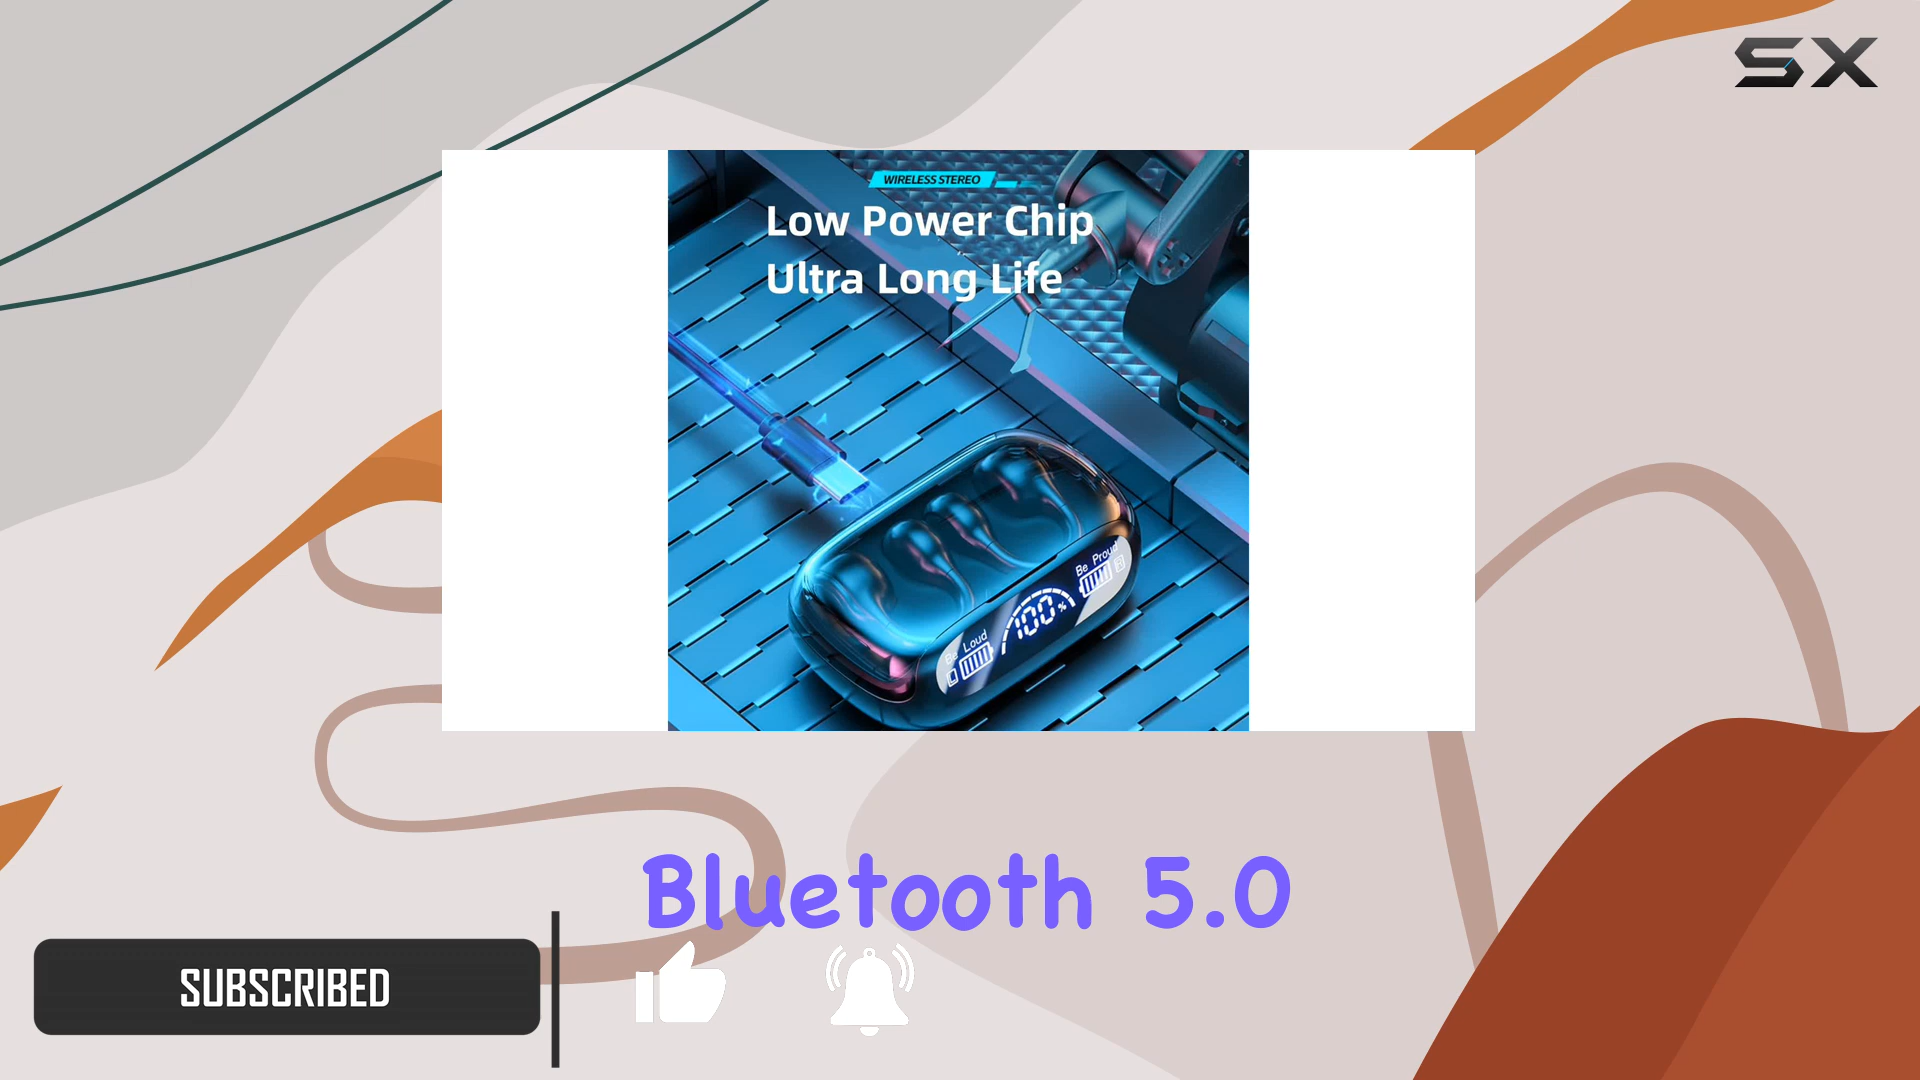 SX
WIRELESS STEREO
Low Power Chip
Ultra Long Life
Be Proud
R
100%
Be Loud
L
Bluetooth 5.0
SUBSCRIBED